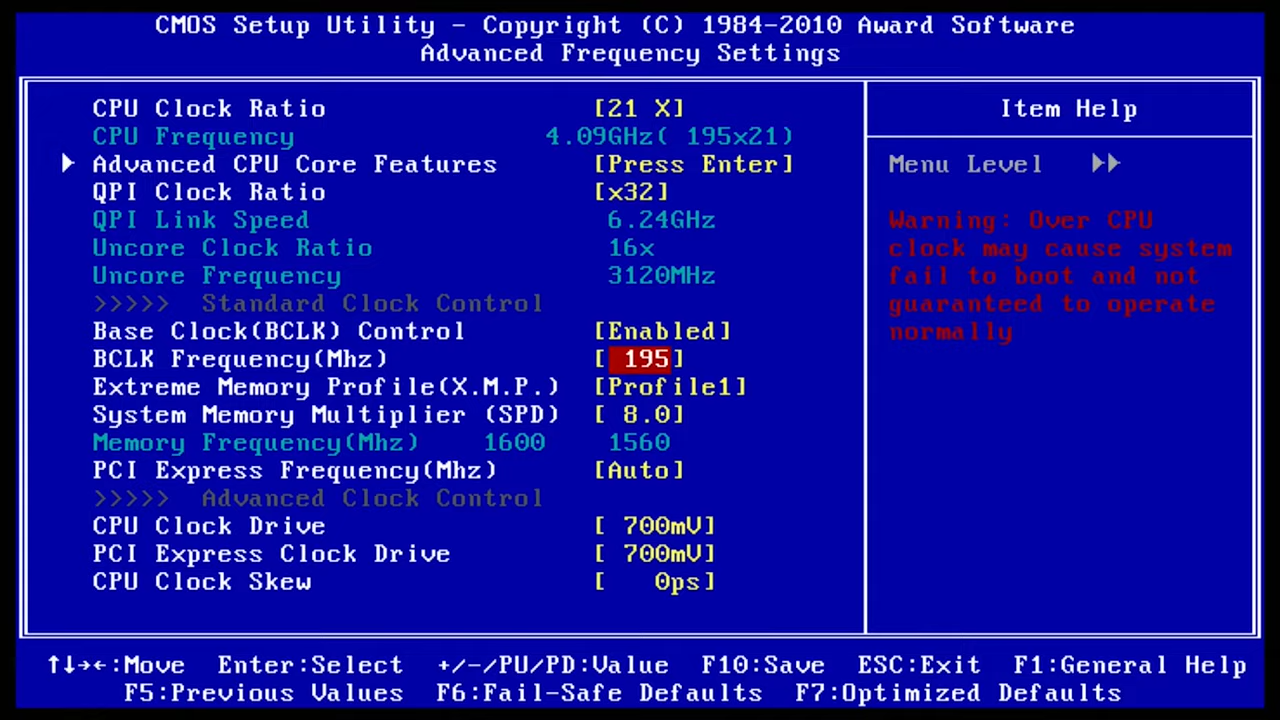 CMOS Setup Utility - Copyright (C) 1984-2010 Award Software
Advanced Frequency Settings
CPU Clock Ratio [21 X]
CPU Frequency 4.09GHz( 195x21)
Advanced CPU Core Features [Press Enter]
QPI Clock Ratio [x32]
QPI Link Speed 6.24GHz
Uncore Clock Ratio 16x
Uncore Frequency 3120MHz
>>>>> Standard Clock Control
Base Clock(BCLK) Control [Enabled]
BCLK Frequency(Mhz) [ 195]
Extreme Memory Profile(X.M.P.) [Profile1]
System Memory Multiplier (SPD) [ 8.0]
Memory Frequency(Mhz) 1600 1560
PCI Express Frequency(Mhz) [Auto]
>>>>> Advanced Clock Control
CPU Clock Drive [ 700mV]
PCI Express Clock Drive [ 700mV]
CPU Clock Skew [ 0ps]
Item Help
Menu Level
Warning: Over CPU
clock may cause system
fail to boot and not
guaranteed to operate
normally
↑↓→←:Move Enter:Select +/-/PU/PD:Value F10:Save ESC:Exit F1:General Help
F5:Previous Values F6:Fail-Safe Defaults F7:Optimized Defaults